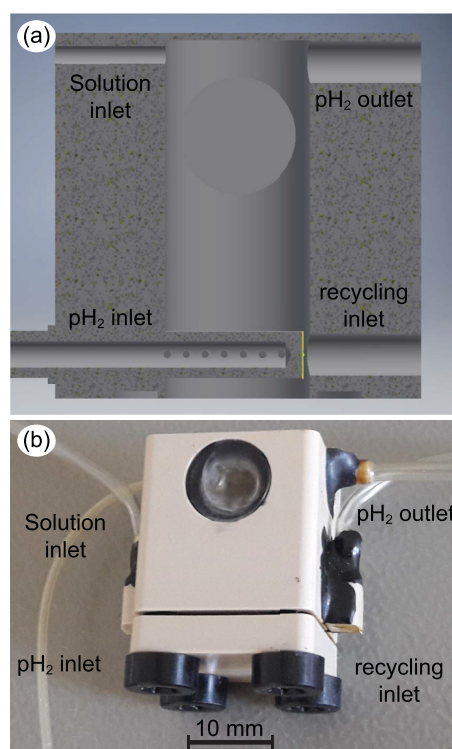 (a)
Solution
inlet
pH₂ outlet
pH₂ inlet
recycling
inlet
(b)
Solution
inlet
pH₂ outlet
pH₂ inlet
recycling
inlet
10 mm